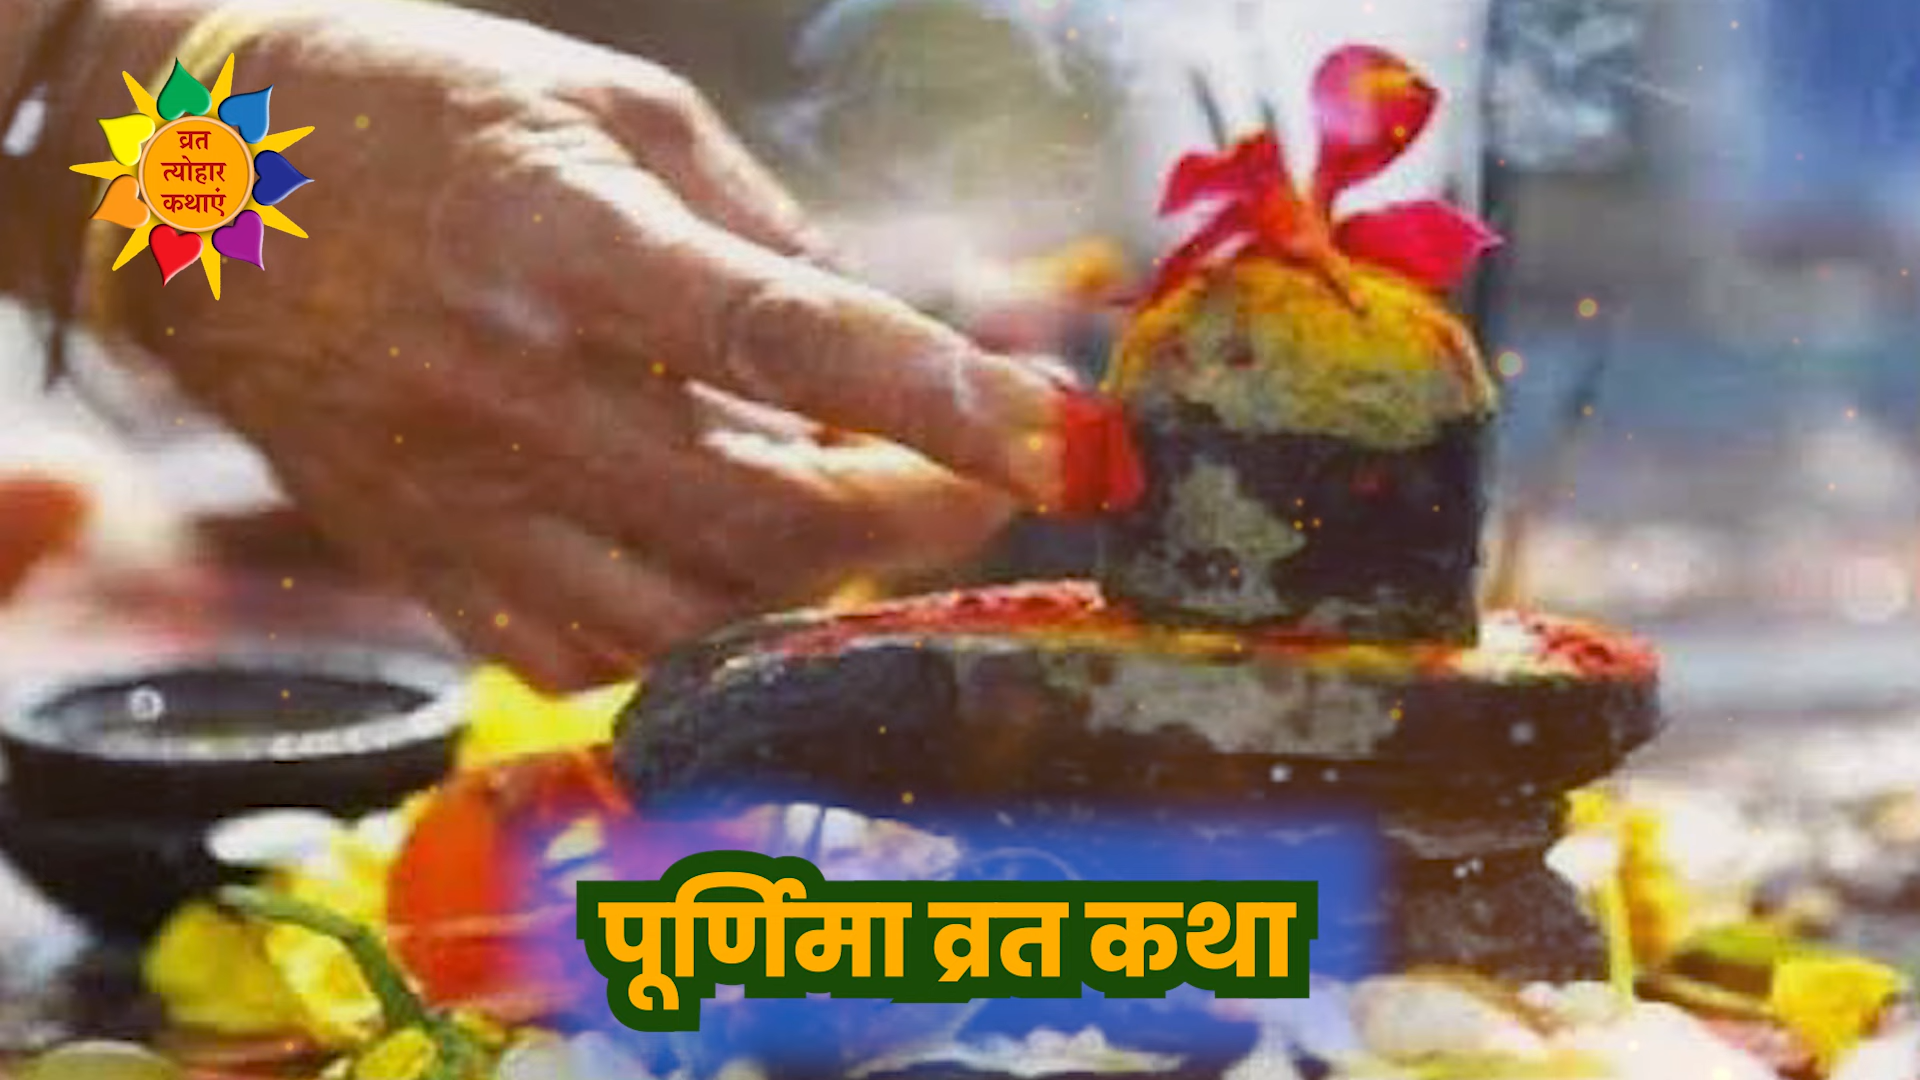 व्रत
त्योहार
कथाएं
पूर्णिमा व्रत कथा